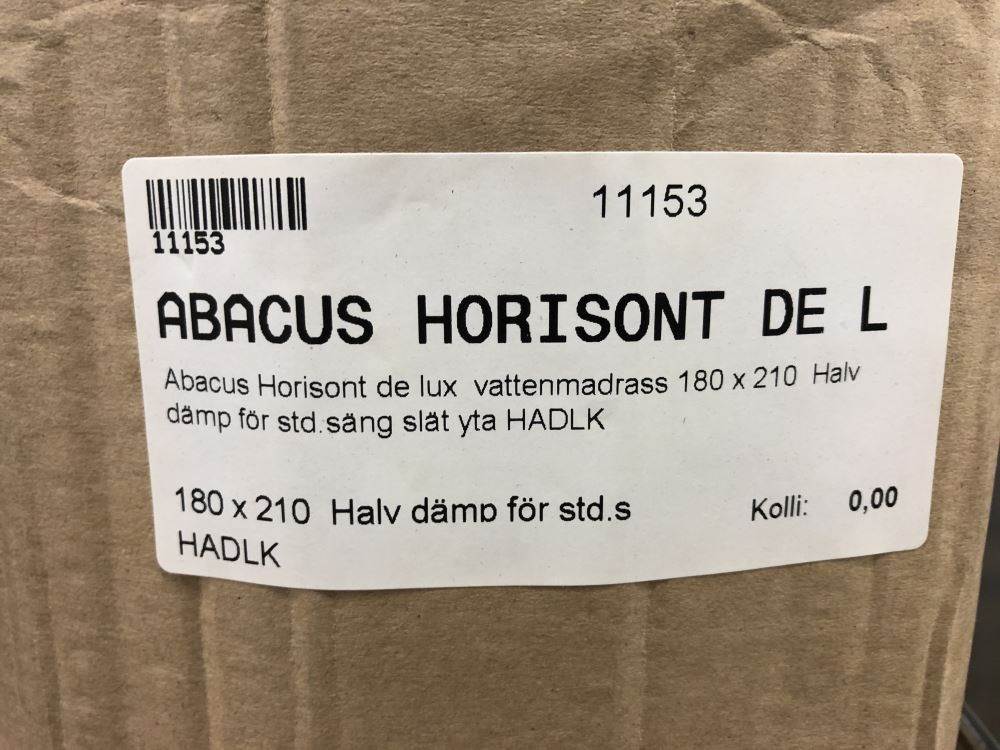 11153
11153
ABACUS HORISONT DE L
Abacus Horisont de lux vattenmadrass 180 x 210 Halv
dämp för std.säng slät yta HADLK
180 x 210 Halv dämp för std.s
Kolli: 0,00
HADLK